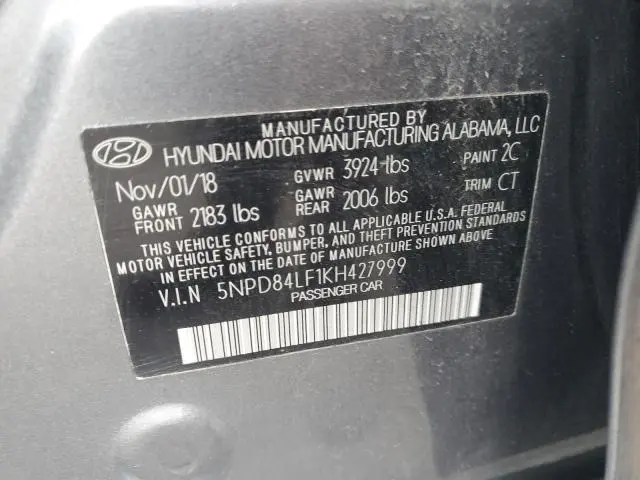 MANUFACTURED BY
HYUNDAI MOTOR MANUFACTURING ALABAMA, LLC
Nov/01/18 GVWR 3924 lbs PAINT 2C
GAWR FRONT 2183 lbs GAWR REAR 2006 lbs TRIM CT
THIS VEHICLE CONFORMS TO ALL APPLICABLE U.S.A. FEDERAL
MOTOR VEHICLE SAFETY, BUMPER, AND THEFT PREVENTION STANDARDS
IN EFFECT ON THE DATE OF MANUFACTURE SHOWN ABOVE.
V.I.N 5NPD84LF1KH427999
PASSENGER CAR